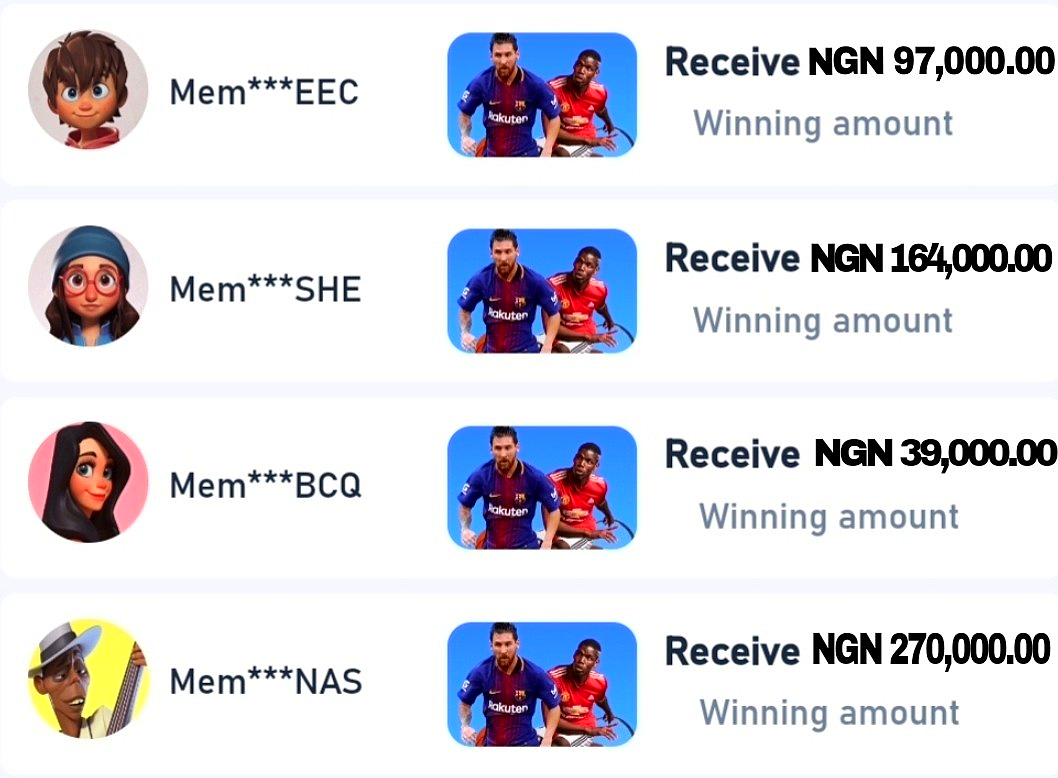 Mem***EEC
Rakuten
Receive NGN 97,000.00
Winning amount
Mem***SHE
Rakuten
Receive NGN 164,000.00
Winning amount
Mem***BCQ
Rakuten
Receive NGN 39,000.00
Winning amount
Mem***NAS
Rakuten
Receive NGN 270,000.00
Winning amount